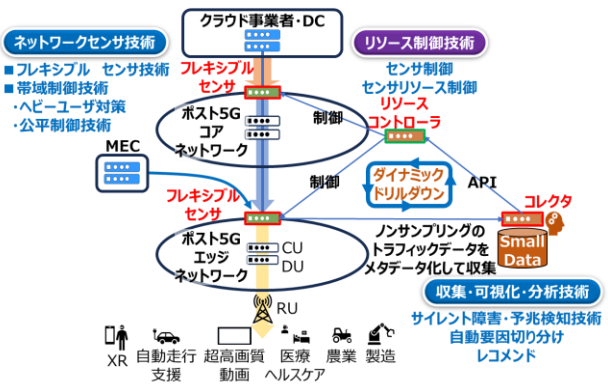 クラウド事業者・DC
ネットワークセンサ技術
■フレキシブル センサ技術
■帯域制御技術
・ヘビーユーザ対策
・公平制御技術
リソース制御技術
センサ制御
センサリソース制御
フレキシブル
センサ
リソース
コントローラ
ポスト5G
コア
ネットワーク
制御
MEC
制御
ダイナミック
ドリルダウン
API
フレキシブル
センサ
コレクタ
ポスト5G
エッジ
ネットワーク
CU
DU
ノンサンプリングの
トラフィックデータを
メタデータ化して収集
Small
Data
RU
収集・可視化・分析技術
サイレント障害・予兆検知技術
自動要因切り分け
レコメンド
XR
自動走行
支援
超高画質
動画
医療
ヘルスケア
農業
製造